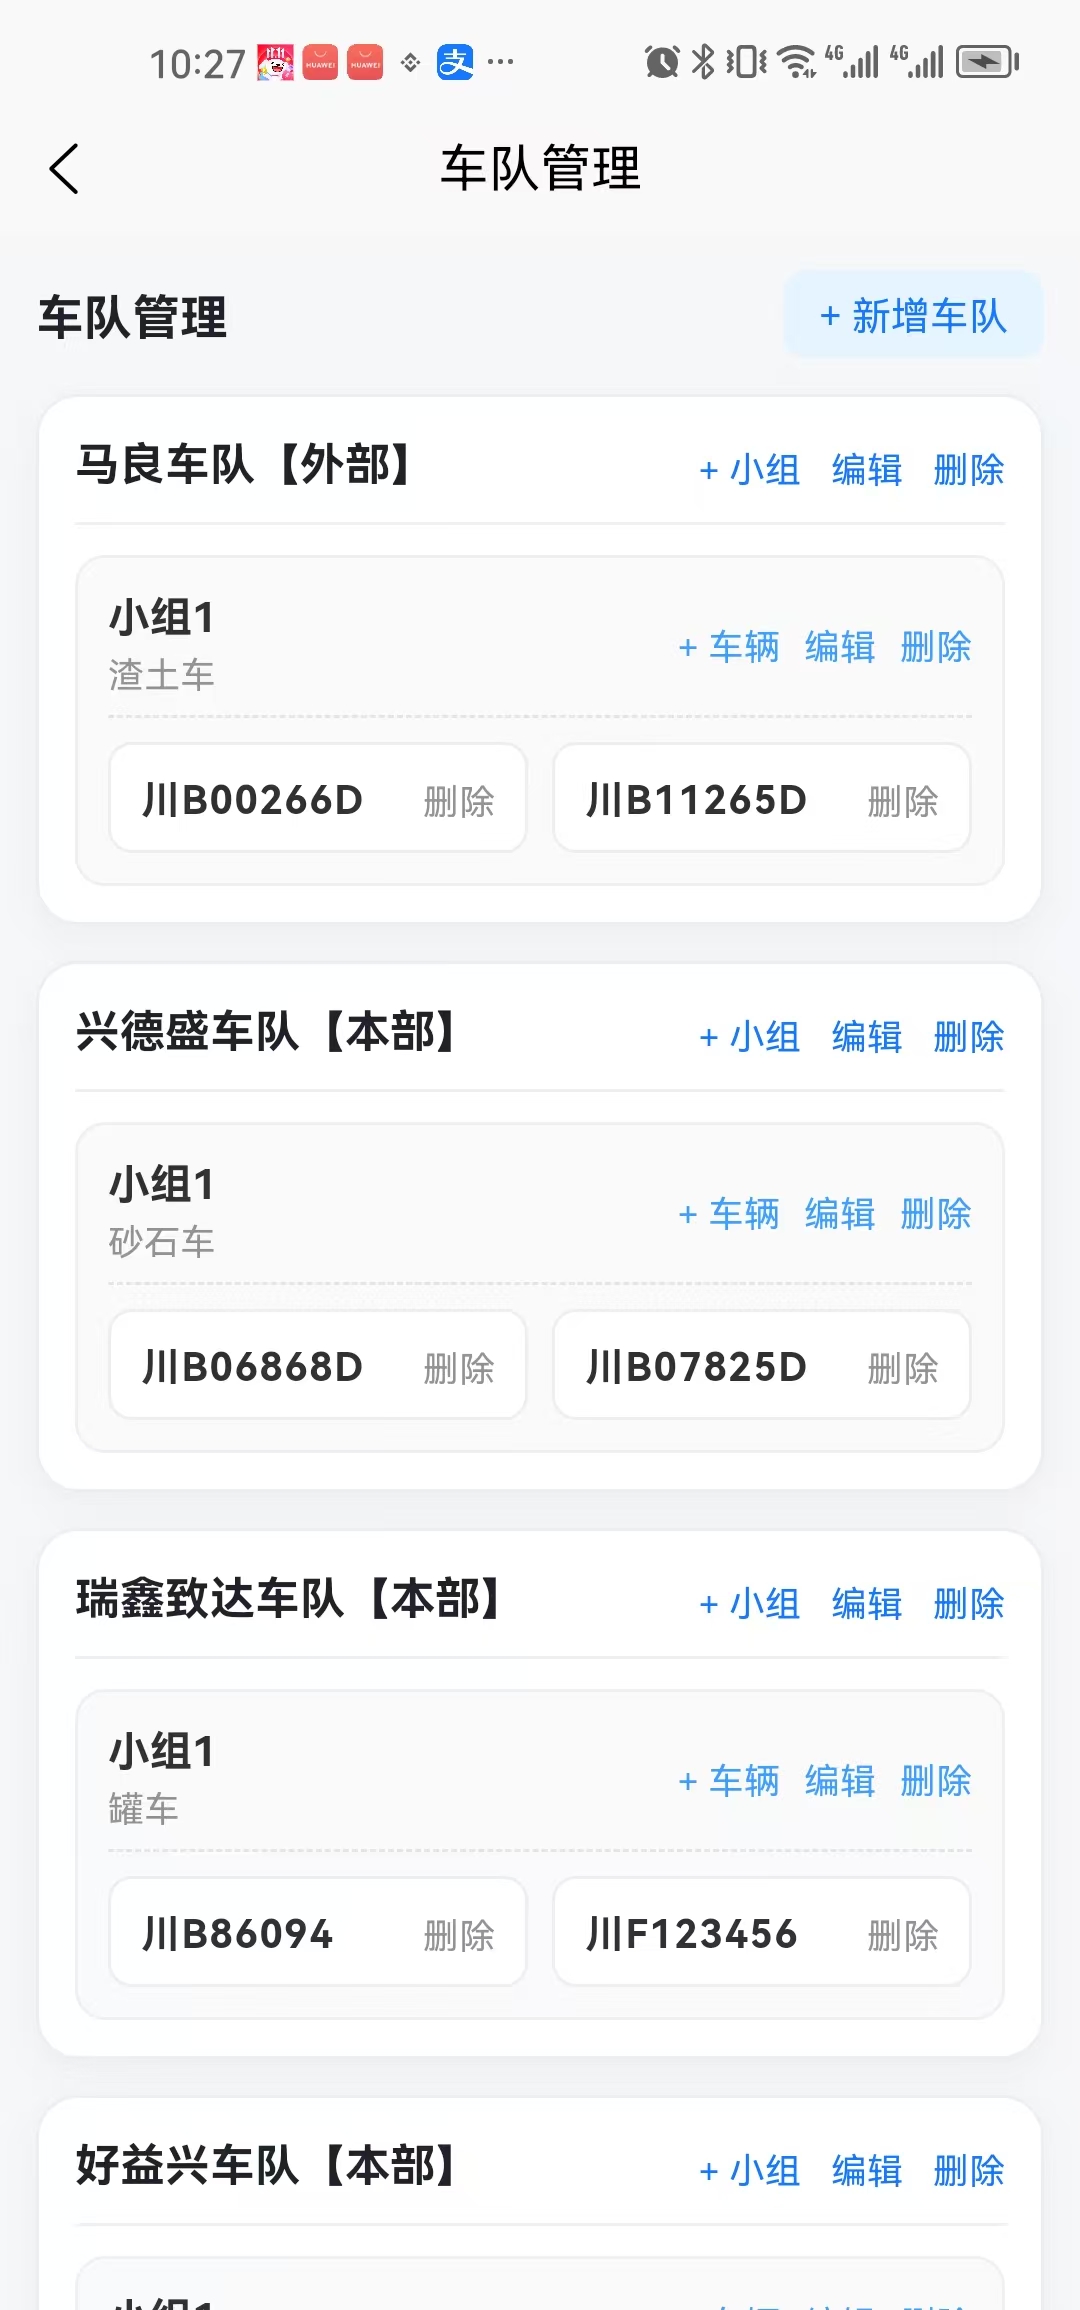 10:27 HUAWEI HUAWEI 支 ··· 4G 4G
车队管理
车队管理 + 新增车队
马良车队【外部】 + 小组 编辑 删除
小组1
渣土车 + 车辆 编辑 删除
川B00266D 删除 川B11265D 删除
兴德盛车队【本部】 + 小组 编辑 删除
小组1
砂石车 + 车辆 编辑 删除
川B06868D 删除 川B07825D 删除
瑞鑫致达车队【本部】 + 小组 编辑 删除
小组1
罐车 + 车辆 编辑 删除
川B86094 删除 川F123456 删除
好益兴车队【本部】 + 小组 编辑 删除
小组1